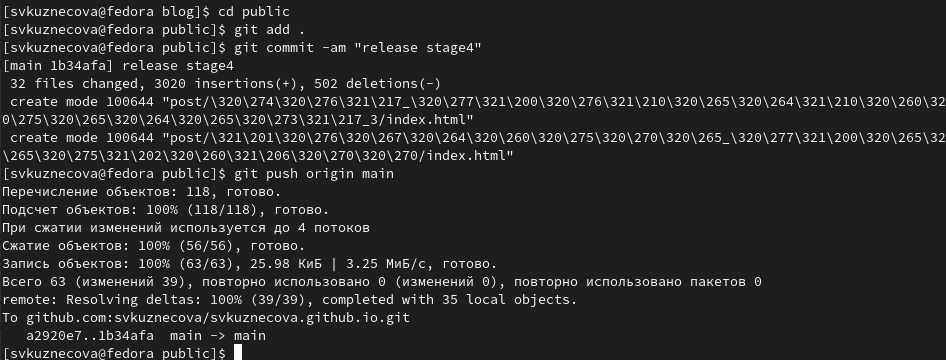 [svkuznecova@fedora blog]$ cd public
[svkuznecova@fedora public]$ git add .
[svkuznecova@fedora public]$ git commit -am "release stage4"
[main 1b34afa] release stage4
 32 files changed, 3020 insertions(+), 502 deletions(-)
 create mode 100644 "post/\320\274\320\276\321\217_\320\277\321\200\320\276\321\210\320\265\320\264\321\210\320\260\32
0\275\320\265\320\264\320\265\320\273\321\217_3/index.html"
 create mode 100644 "post/\321\201\320\276\320\267\320\264\320\260\320\275\320\270\320\265_\320\277\321\200\320\265\32
\265\320\275\321\202\320\260\321\206\320\270\320\270/index.html"
[svkuznecova@fedora public]$ git push origin main
Перечисление объектов: 118, готово.
Подсчет объектов: 100% (118/118), готово.
При сжатии изменений используется до 4 потоков
Сжатие объектов: 100% (56/56), готово.
Запись объектов: 100% (63/63), 25.98 КиБ | 3.25 МиБ/с, готово.
Всего 63 (изменений 39), повторно использовано 0 (изменений 0), повторно использовано пакетов 0
remote: Resolving deltas: 100% (39/39), completed with 35 local objects.
To github.com:svkuznecova/svkuznecova.github.io.git
   a2920e7..1b34afa  main -> main
[svkuznecova@fedora public]$